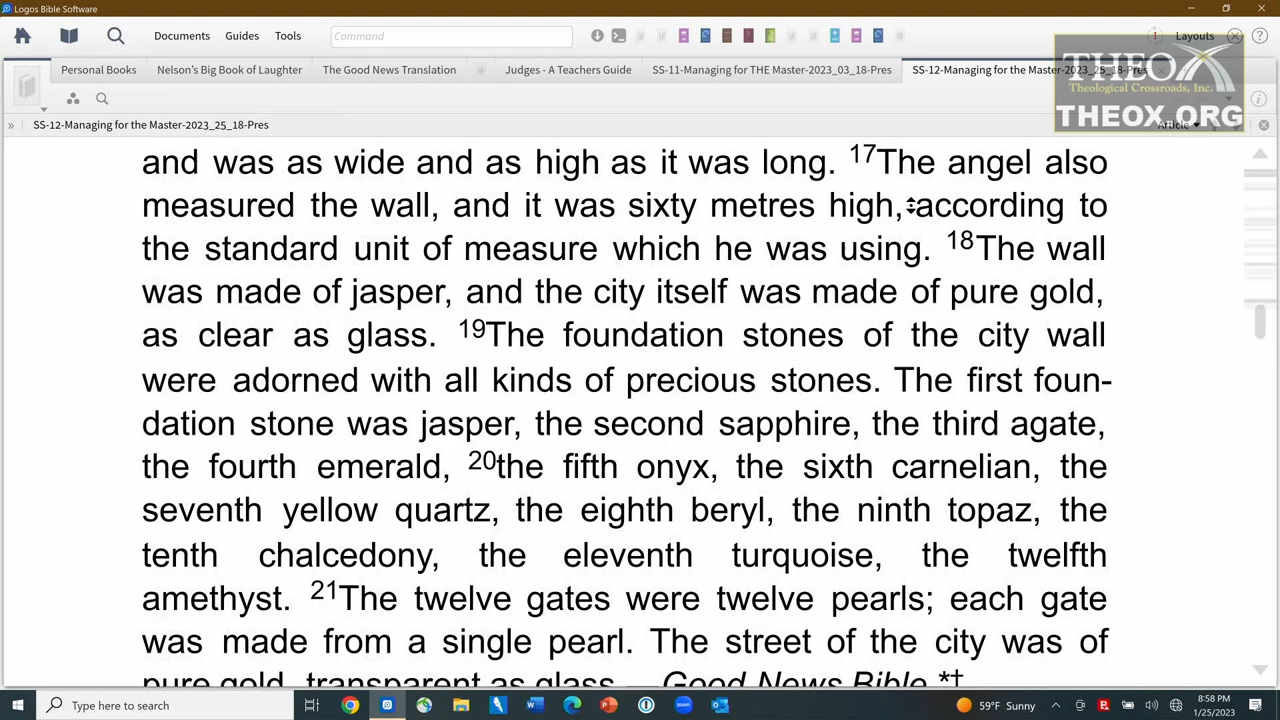 Logos Bible Software
Documents Guides Tools Command Layouts
Personal Books Nelson's Big Book of Laughter The Go Judges - A Teachers Guide SS-11-Managing for THE Master-2023_03_18-pres SS-12-Managing for the Master-2023_25_18-Pres
THEOX
Theological Crossroads, Inc.
THEOX.ORG
SS-12-Managing for the Master-2023_25_18-Pres Article
and was as wide and as high as it was long. 17The angel also
measured the wall, and it was sixty metres high, according to
the standard unit of measure which he was using. 18The wall
was made of jasper, and the city itself was made of pure gold,
as clear as glass. 19The foundation stones of the city wall
were adorned with all kinds of precious stones. The first foun-
dation stone was jasper, the second sapphire, the third agate,
the fourth emerald, 20the fifth onyx, the sixth carnelian, the
seventh yellow quartz, the eighth beryl, the ninth topaz, the
tenth chalcedony, the eleventh turquoise, the twelfth
amethyst. 21The twelve gates were twelve pearls; each gate
was made from a single pearl. The street of the city was of
pure gold, transparent as glass.—Good News Bible.*†
Type here to search
59°F Sunny
8:58 PM
1/25/2023